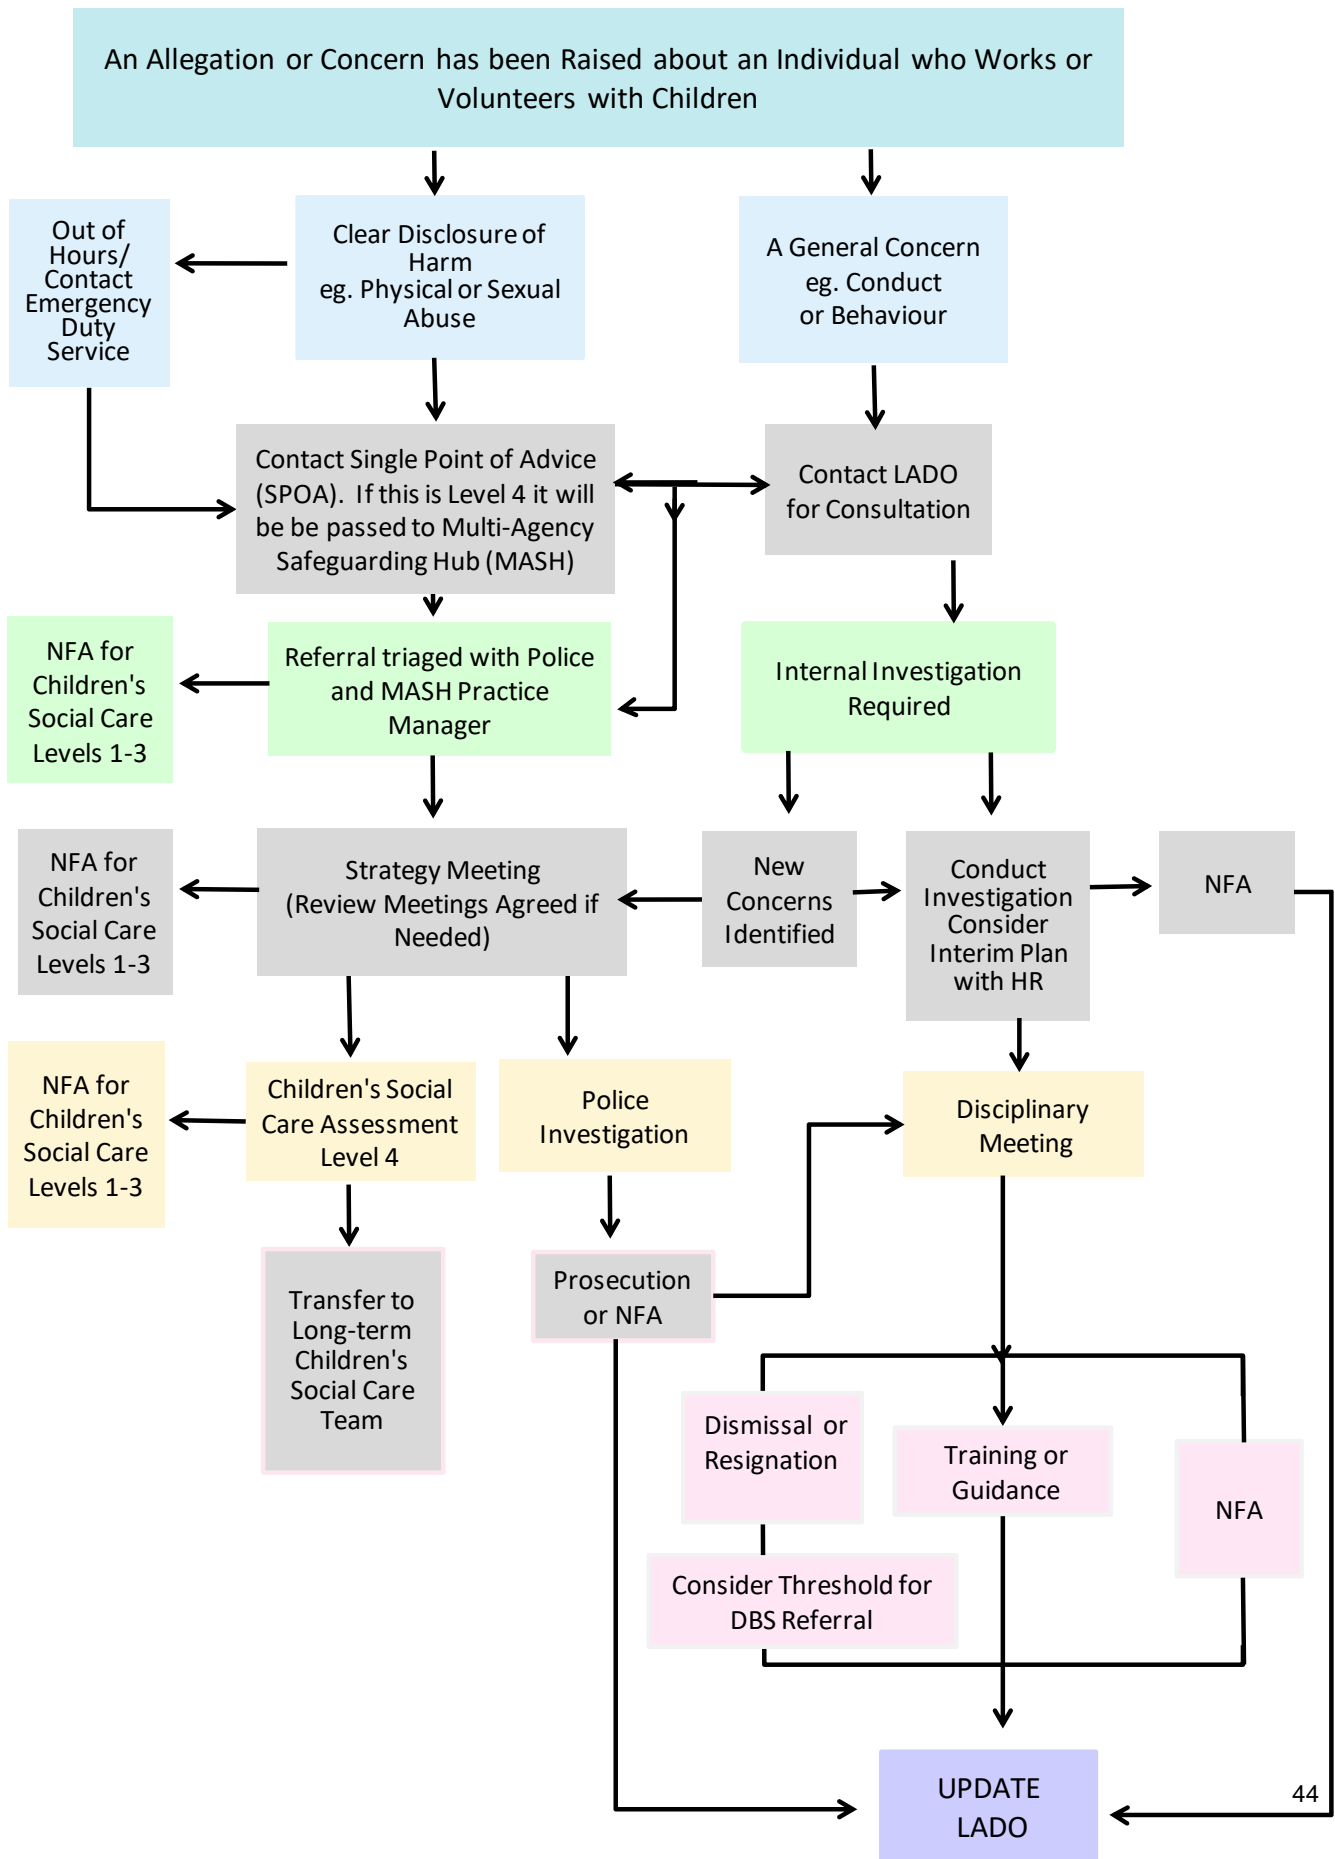 An Allegation or Concern has been Raised about an Individual who Works or
Volunteers with Children
Out of
Hours/
Contact
Emergency
Duty
Service
Clear Disclosure of
Harm
eg. Physical or Sexual
Abuse
A General Concern
eg. Conduct
or Behaviour
Contact Single Point of Advice
(SPOA). If this is Level 4 it will
be be passed to Multi-Agency
Safeguarding Hub (MASH)
Contact LADO
for Consultation
NFA for
Children's
Social Care
Levels 1-3
Referral triaged with Police
and MASH Practice
Manager
Internal Investigation
Required
NFA for
Children's
Social Care
Levels 1-3
Strategy Meeting
(Review Meetings Agreed if
Needed)
New
Concerns
Identified
Conduct
Investigation
Consider
Interim Plan
with HR
NFA
NFA for
Children's
Social Care
Levels 1-3
Children's Social
Care Assessment
Level 4
Police
Investigation
Disciplinary
Meeting
Transfer to
Long-term
Children's
Social Care
Team
Prosecution
or NFA
Dismissal or
Resignation
Training or
Guidance
NFA
Consider Threshold for
DBS Referral
UPDATE
LADO
44